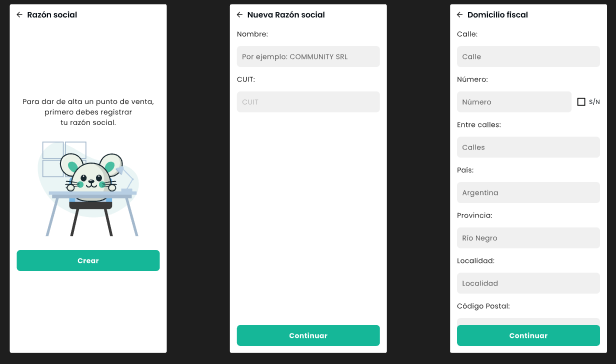 ← Razón social
Para dar de alta un punto de venta,
primero debes registrar
tu razón social.
Crear
← Nueva Razón social
Nombre:
Por ejemplo: COMMUNITY SRL
CUIT:
CUIT
Continuar
← Domicilio fiscal
Calle:
Calle
Número:
Número
S/N
Entre calles:
Calles
País:
Argentina
Provincia:
Río Negro
Localidad:
Localidad
Código Postal:
Continuar